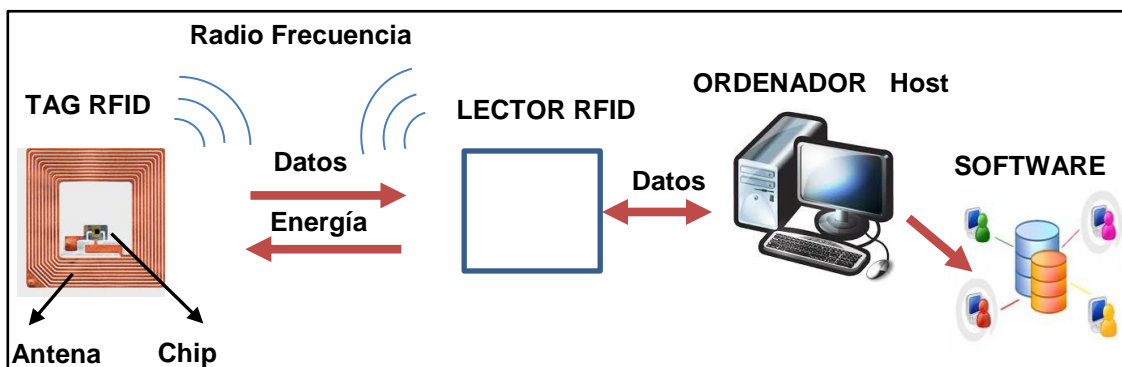 Radio Frecuencia
TAG RFID
LECTOR RFID
ORDENADOR Host
SOFTWARE
Datos
Energía
Datos
Antena
Chip